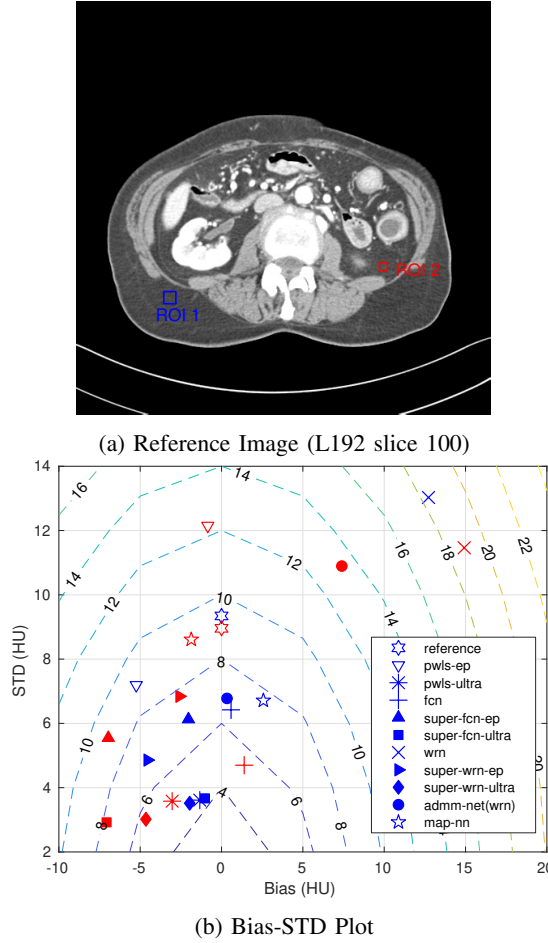 ROI 2
ROI 1
(a) Reference Image (L192 slice 100)
14
12
10
8
6
4
2
STD (HU)
16
14
12
10
8
6
4
14
12
10
8
6
16
14
12
10
8
18
20
22
reference
pwls-ep
pwls-ultra
fcn
super-fcn-ep
super-fcn-ultra
wrn
super-wrn-ep
super-wrn-ultra
admm-net(wrn)
map-nn
-10
-5
0
5
10
15
20
Bias (HU)
(b) Bias-STD Plot